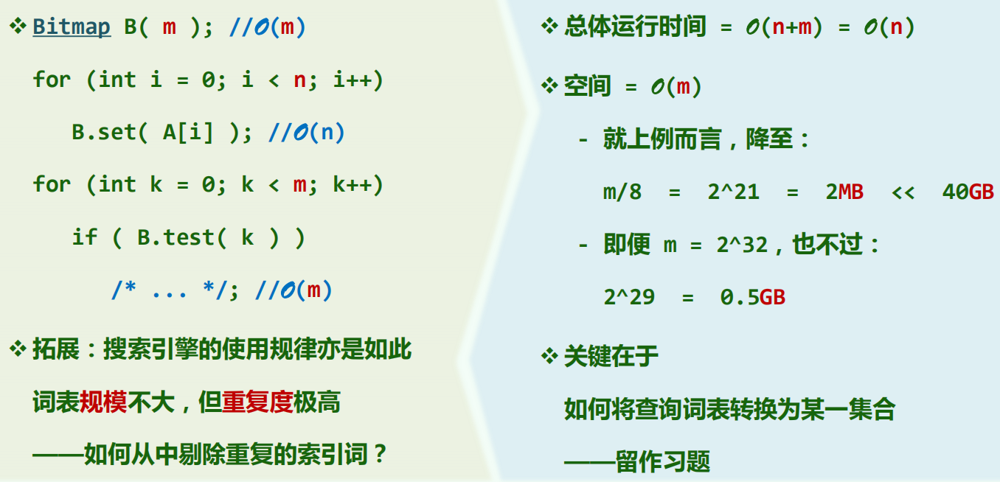 ❖ Bitmap B( m ); //𝒪(m)
for (int i = 0; i < n; i++)
B.set( A[i] ); //𝒪(n)
for (int k = 0; k < m; k++)
if ( B.test( k ) )
/* ... */; //𝒪(m)
❖ 拓展：搜索引擎的使用规律亦是如此
词表规模不大，但重复度极高
——如何从中剔除重复的索引词？
❖ 总体运行时间 = 𝒪(n+m) = 𝒪(n)
❖ 空间 = 𝒪(m)
- 就上例而言，降至：
m/8 = 2^21 = 2MB << 40GB
- 即便 m = 2^32，也不过：
2^29 = 0.5GB
❖ 关键在于
如何将查询词表转换为某一集合
——留作习题